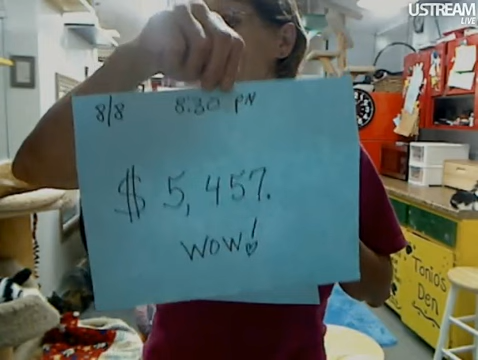 USTREAM
LIVE
8/8 8:30 PM
$ 5,457.
WOW!
Tonio's
Den